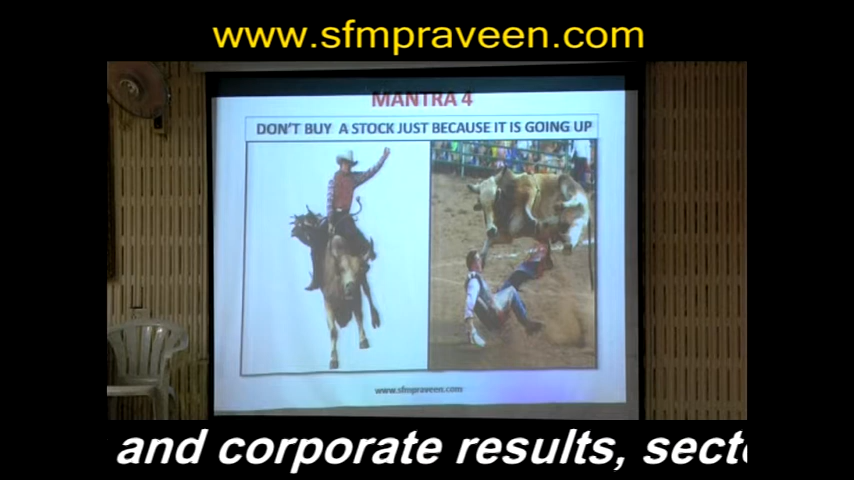 www.sfmpraveen.com
MANTRA 4
DON'T BUY A STOCK JUST BECAUSE IT IS GOING UP
www.sfmpraveen.com
and corporate results,